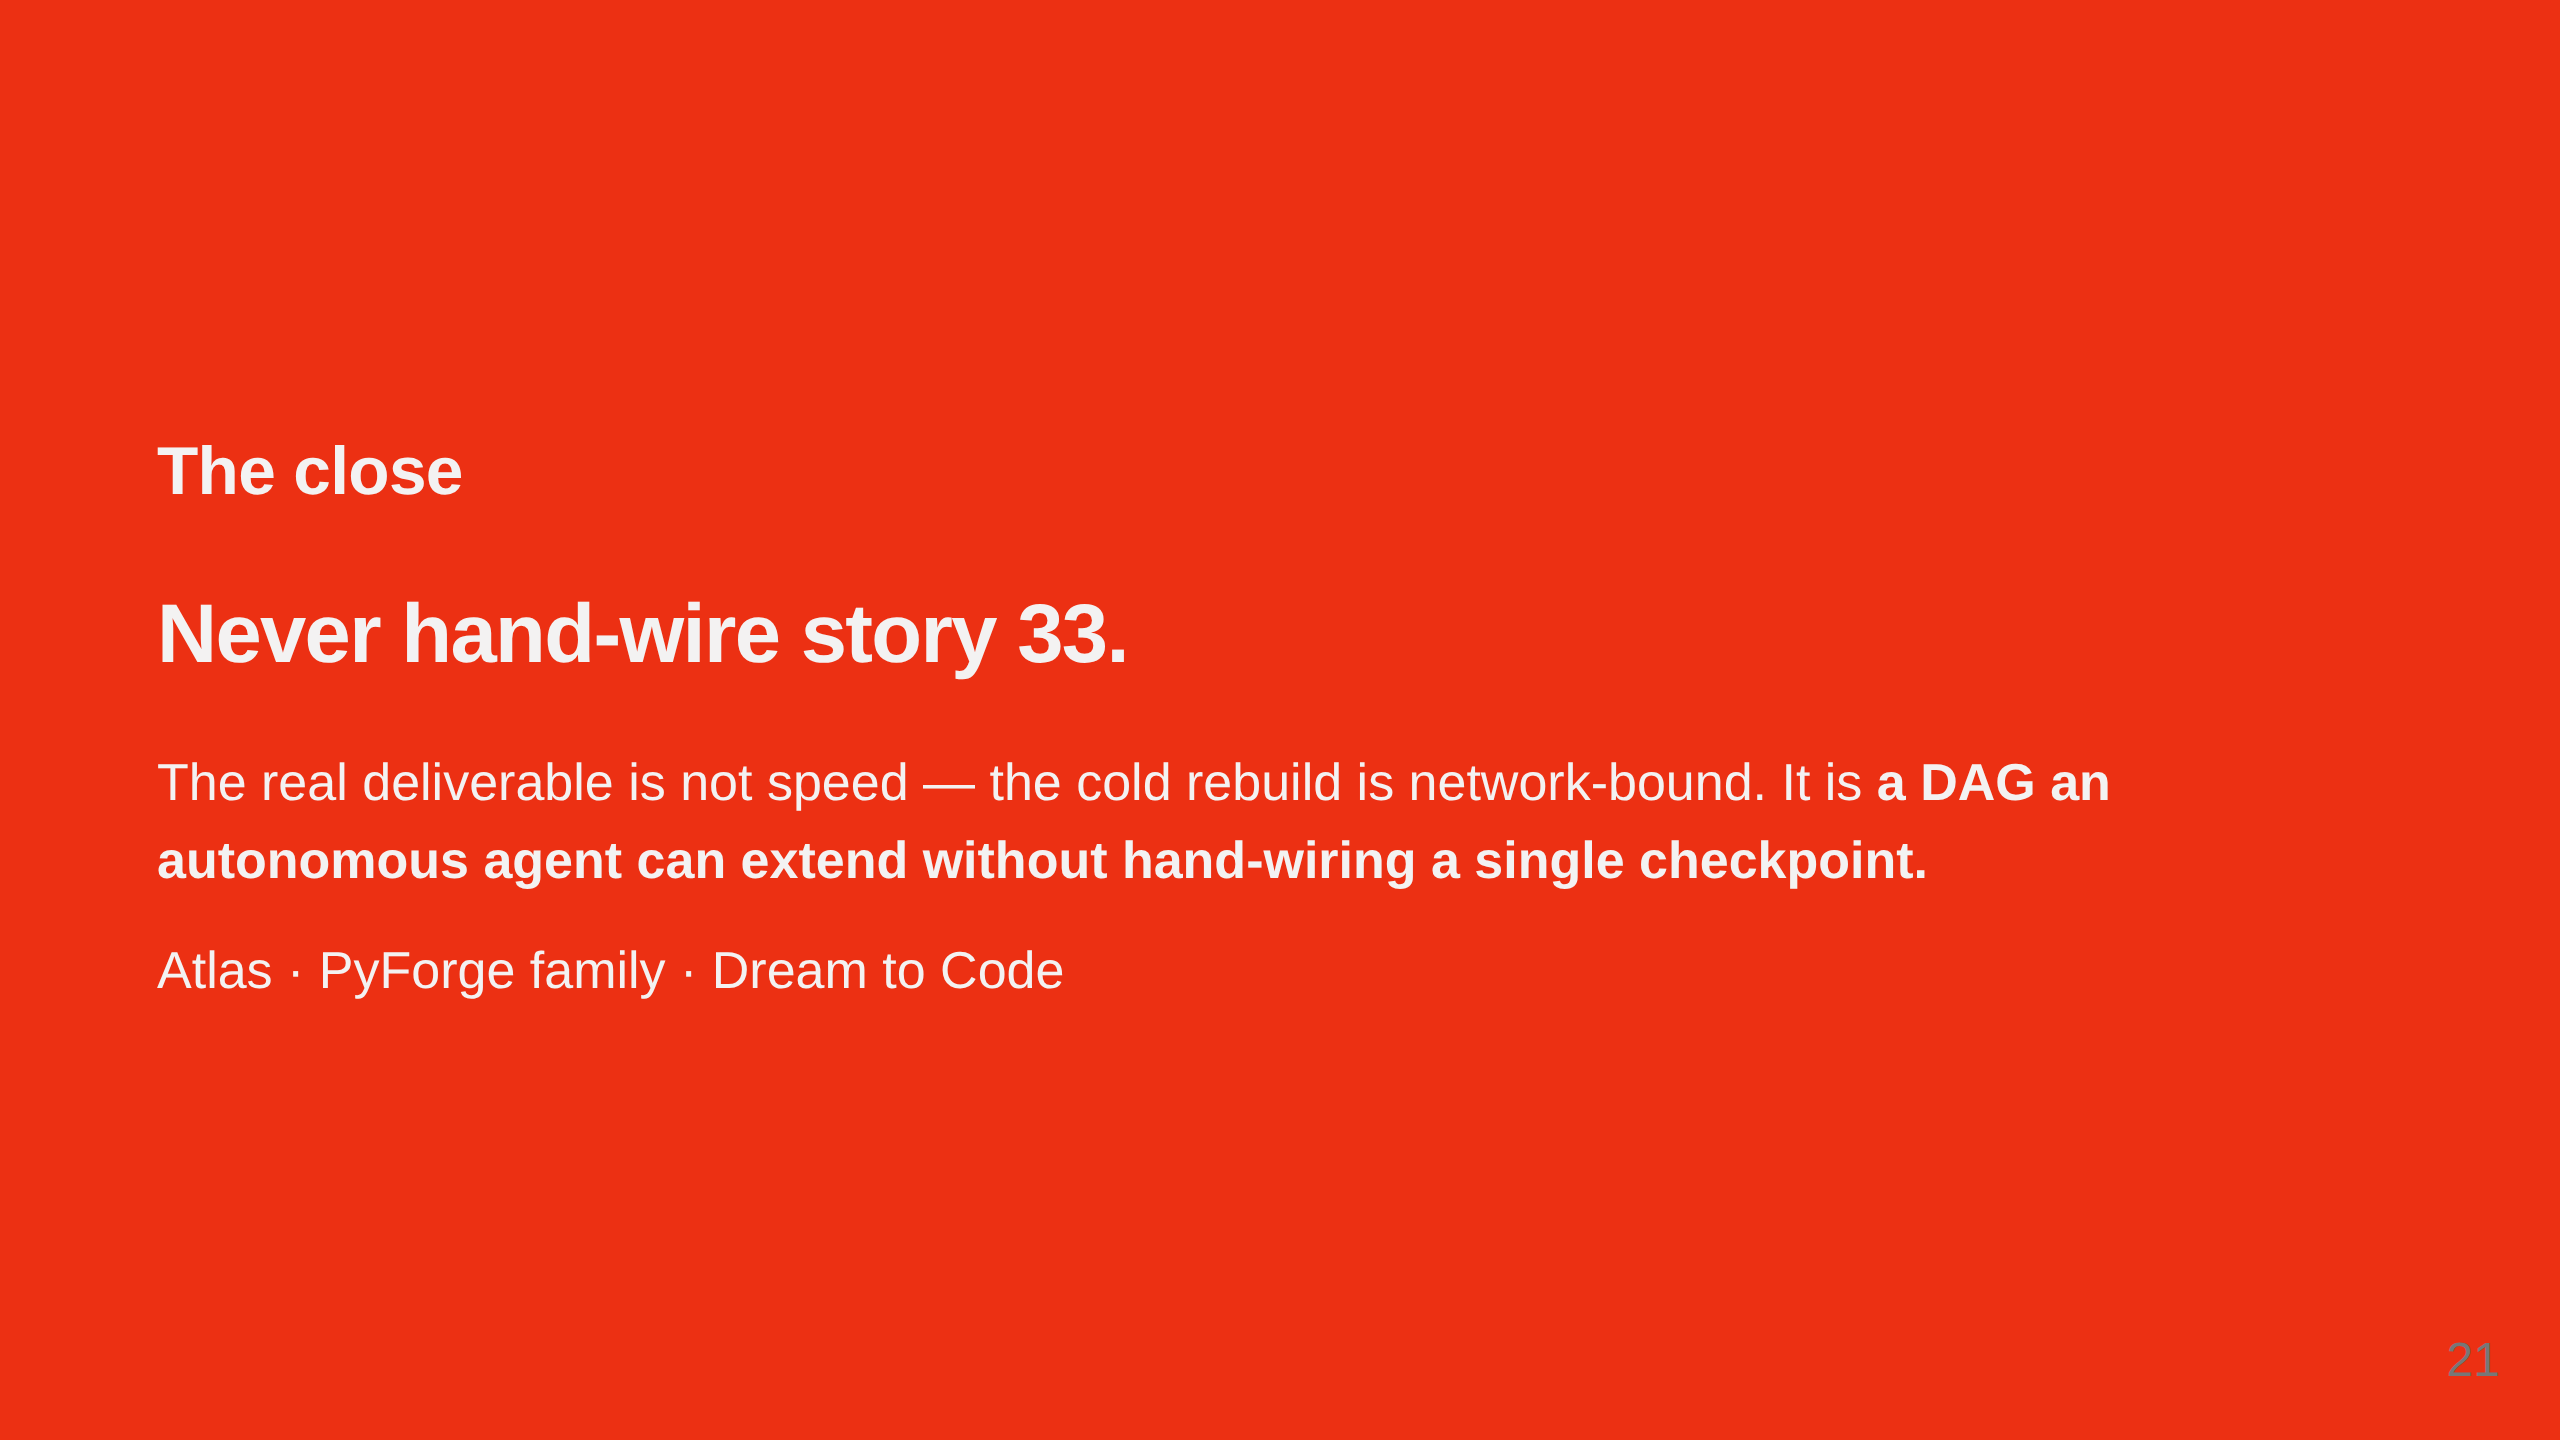 The close
Never hand-wire story 33.
The real deliverable is not speed — the cold rebuild is network-bound. It is a DAG an
autonomous agent can extend without hand-wiring a single checkpoint.
Atlas · PyForge family · Dream to Code
21